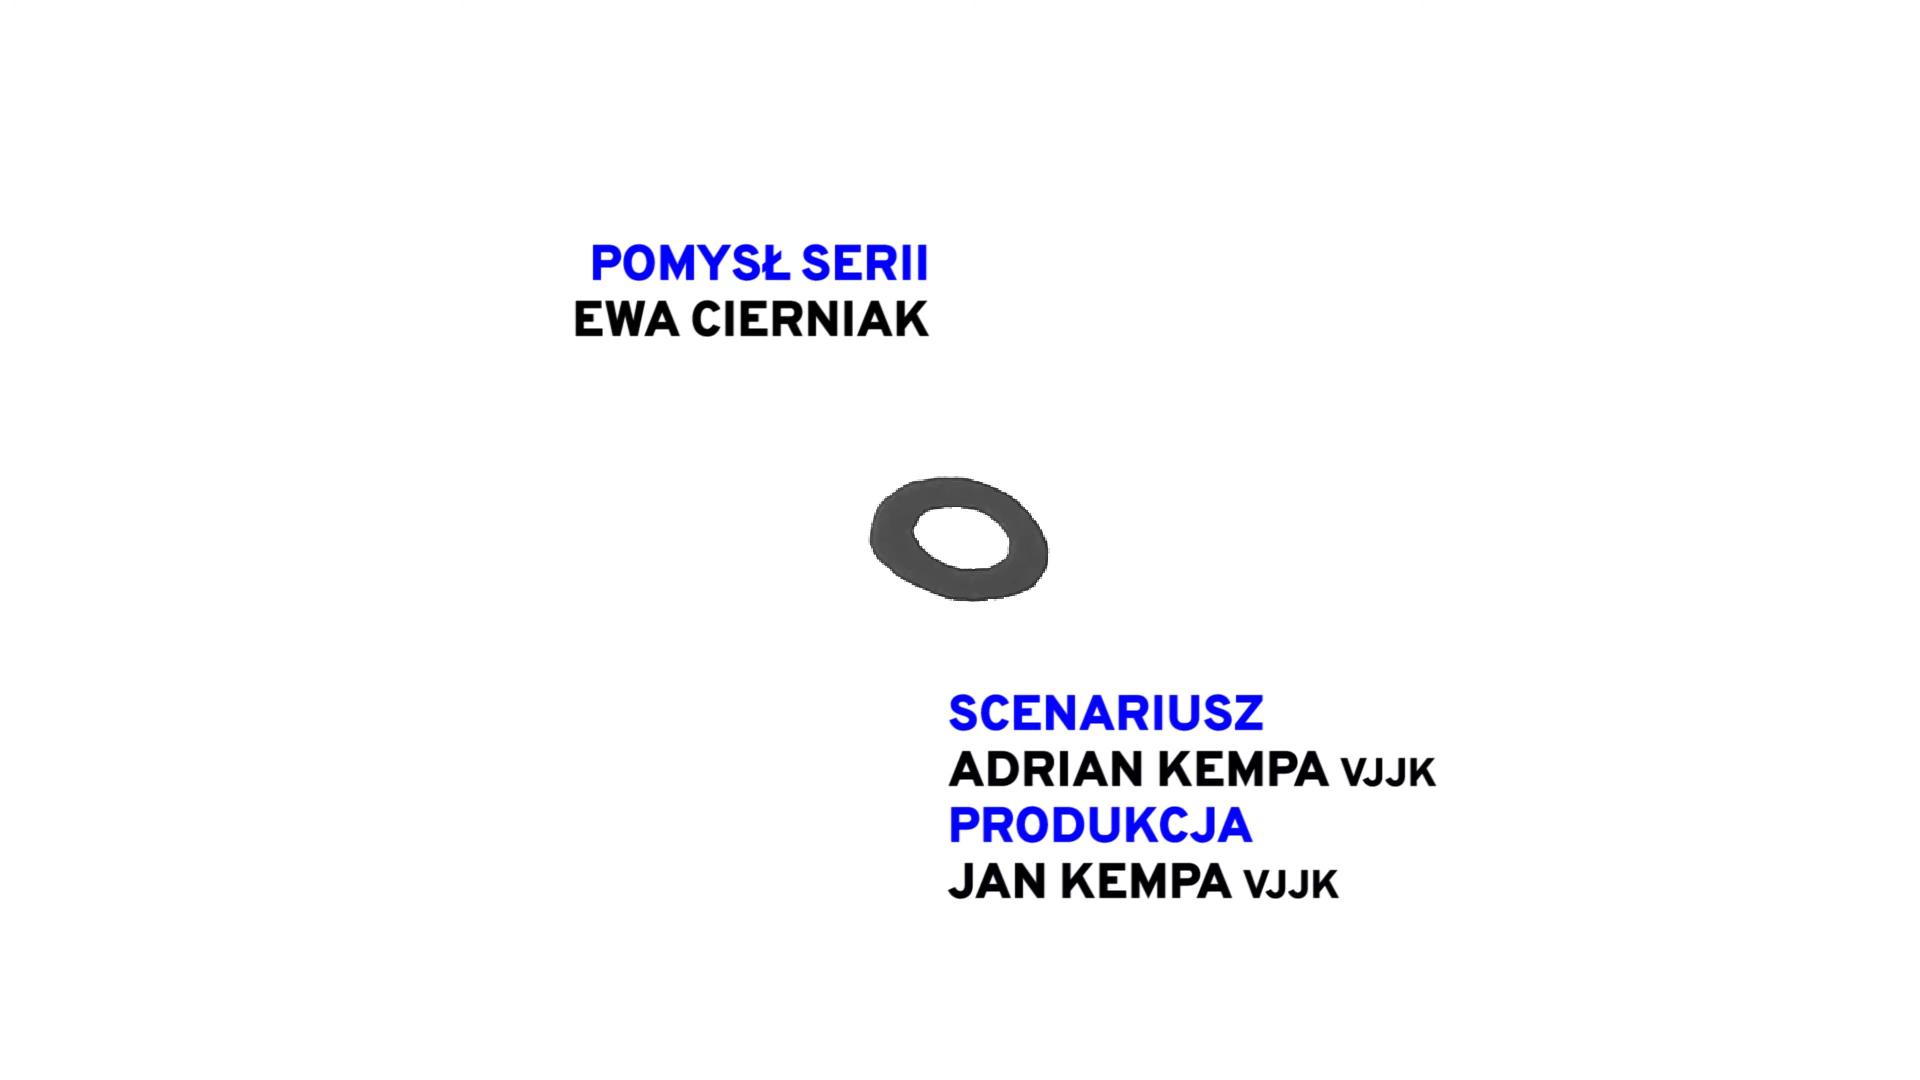 POMYSŁ SERII
EWA CIERNIAK
SCENARIUSZ
ADRIAN KEMPA VJJK
PRODUKCJA
JAN KEMPA VJJK